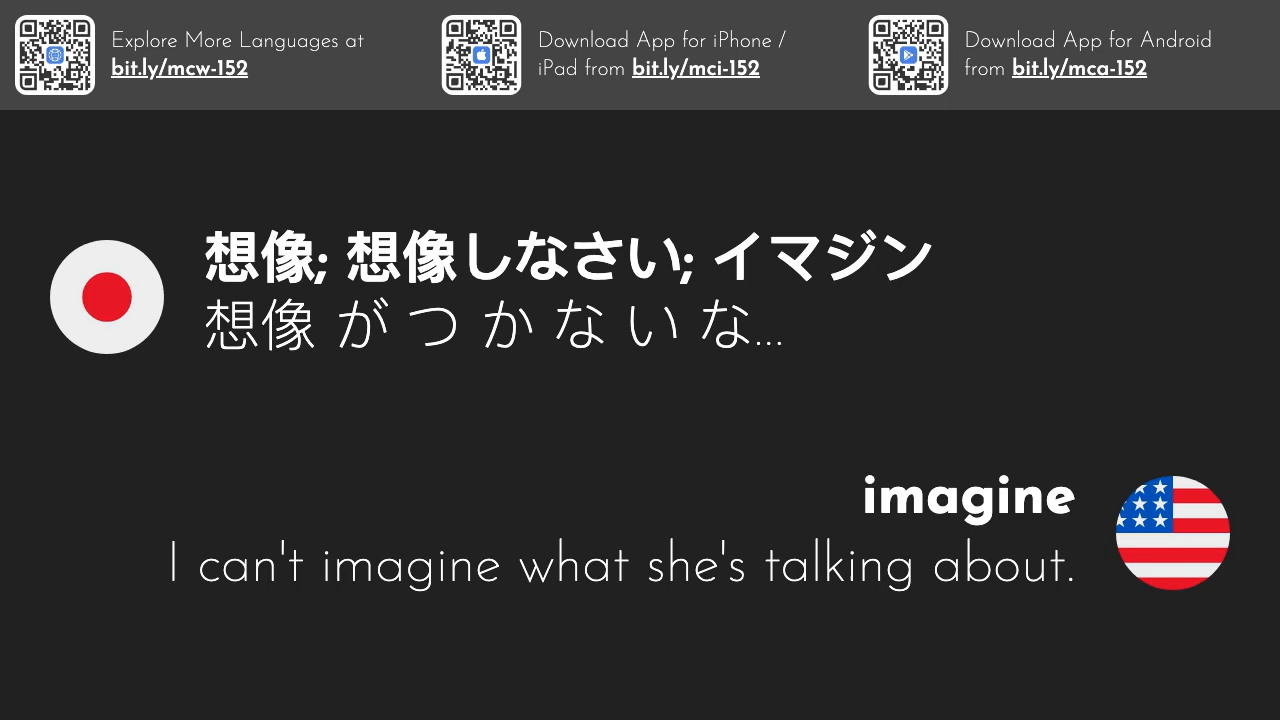 Explore More Languages at
bit.ly/mcw-152
Download App for iPhone /
iPad from bit.ly/mci-152
Download App for Android
from bit.ly/mca-152
想像; 想像しなさい; イマジン
想像 が つ か な い な...
imagine
I can't imagine what she's talking about.